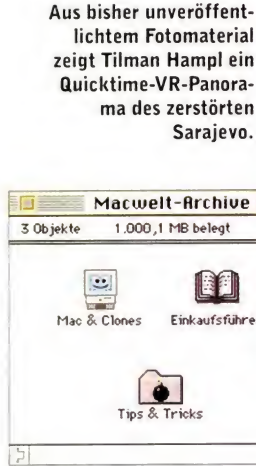 Aus bisher unveröffent-
lichtem Fotomaterial
zeigt Tilman Hampl ein
Quicktime-VR-Panora-
ma des zerstörten
Sarajevo.
Macwelt-Archive
3 Objekte 1.000,1 MB belegt
Mac & Clones Einkaufsführe
Tips & Tricks